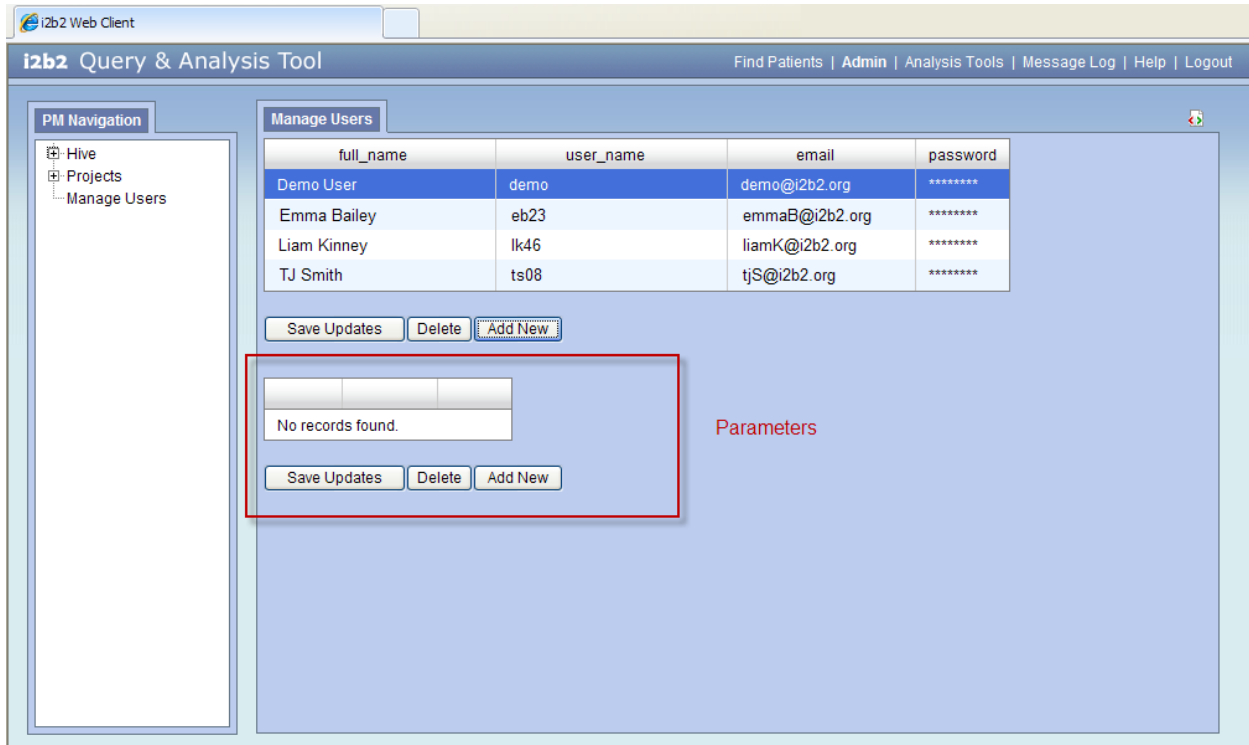 i2b2 Web Client
i2b2 Query & Analysis Tool
Find Patients | Admin | Analysis Tools | Message Log | Help | Logout
PM Navigation
Hive
Projects
Manage Users
Manage Users
full_name user_name email password
Demo User demo demo@i2b2.org ********
Emma Bailey eb23 emmaB@i2b2.org ********
Liam Kinney lk46 liamK@i2b2.org ********
TJ Smith ts08 tjS@i2b2.org ********
Save Updates Delete Add New
No records found.
Parameters
Save Updates Delete Add New